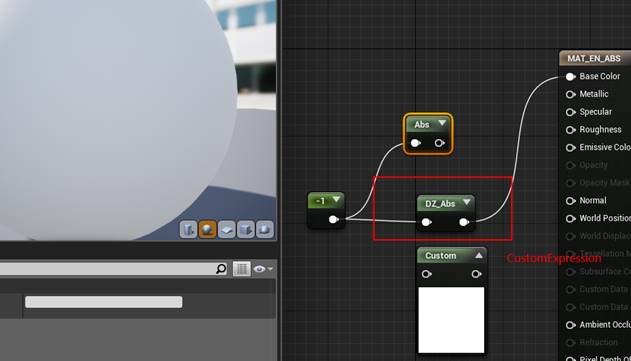 MAT_EN_ABS
Base Color
Metallic
Specular
Roughness
Emissive Colo
Opacity
Opacity Mask
Normal
World Position
World Displac
Tessellation M
Subsurface C
Custom Data
Custom Data
Ambient Occlu
Refraction
Pixel Depth Of
Abs
-1
DZ_Abs
Custom
CustomExpression